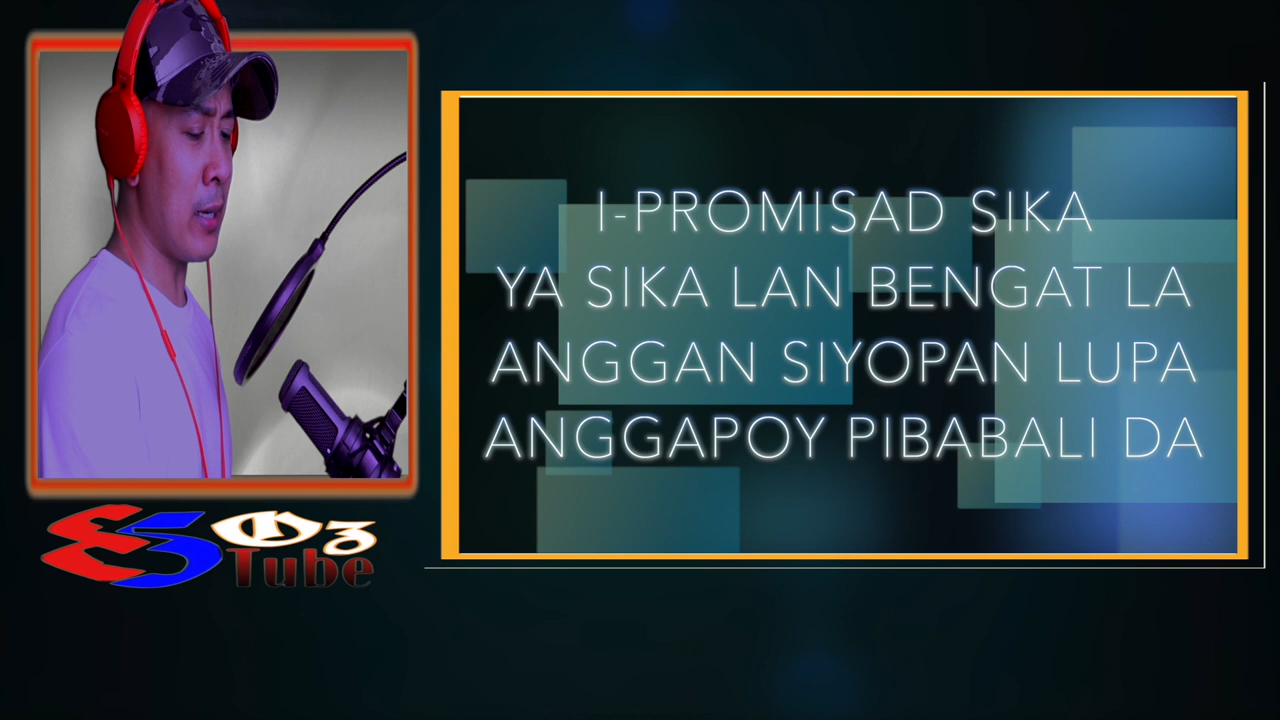 I-PROMISAD SIKA
YA SIKA LAN BENGAT LA
ANGGAN SIYOPAN LUPA
ANGGAPOY PIBABALI DA
Tube